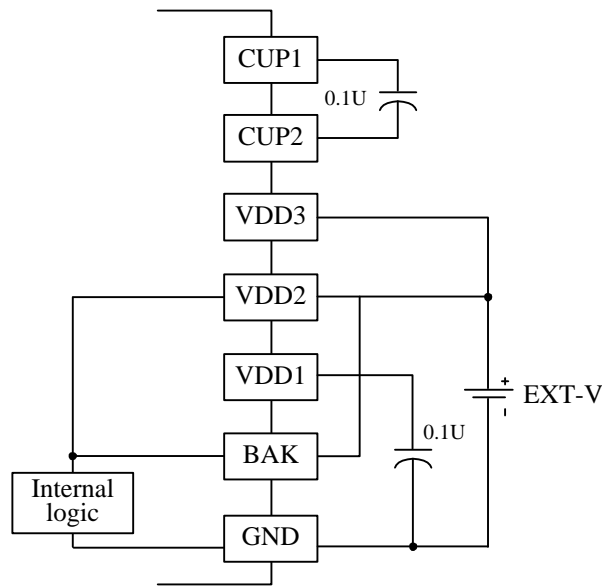 CUP1
0.1U
CUP2
VDD3
VDD2
VDD1
+
EXT-V
-
0.1U
BAK
Internal
logic
GND